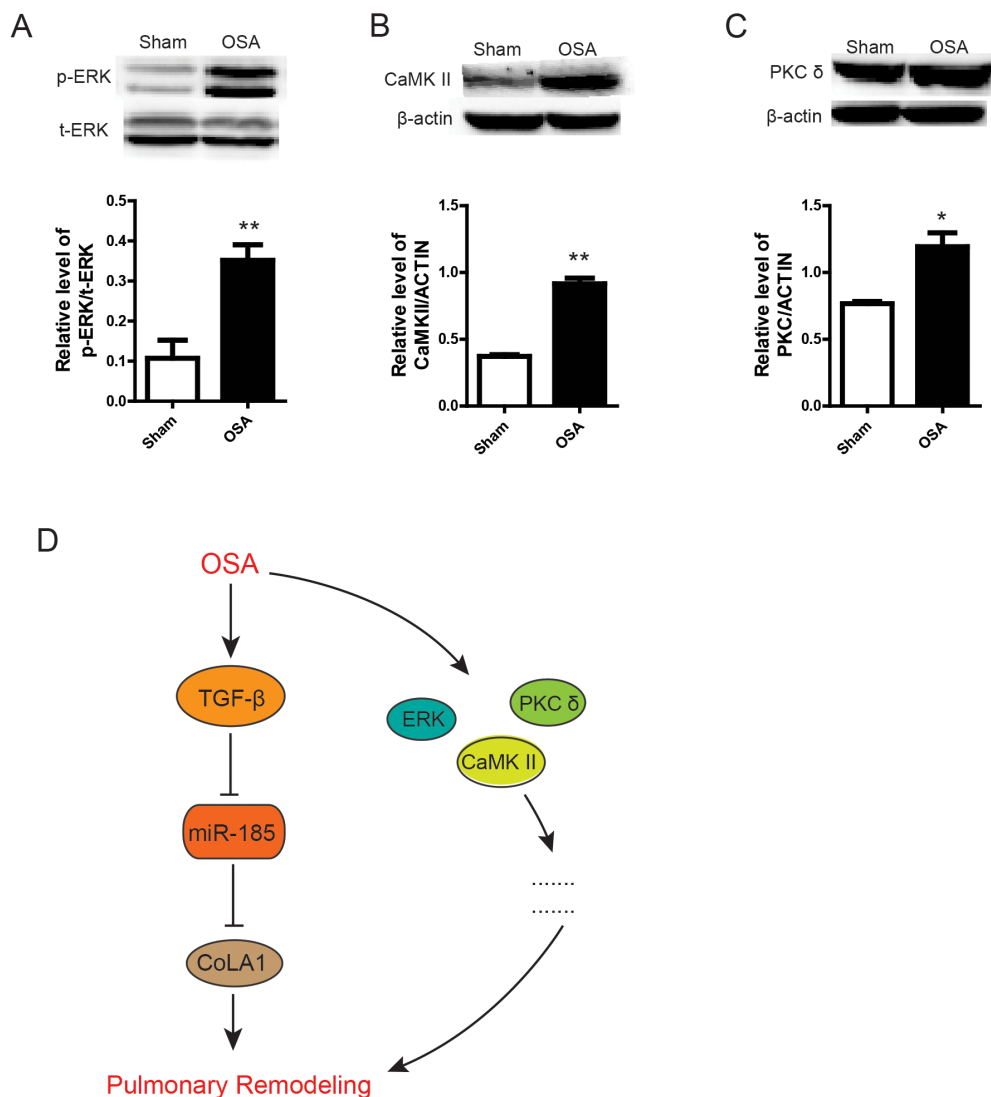 A
Sham OSA
p-ERK
t-ERK
Relative level of
p-ERK/t-ERK
0.5
0.4
0.3
0.2
0.1
0.0
**
Sham
OSA
B
Sham OSA
CaMK II
β-actin
Relative level of
CaMKII/ACTIN
1.5
1.0
0.5
0.0
**
Sham
OSA
C
Sham OSA
PKC δ
β-actin
Relative level of
PKC/ACTIN
1.5
1.0
0.5
0.0
*
Sham
OSA
D
OSA
TGF-β
miR-185
CoLA1
ERK
PKC δ
CaMK II
.......
.......
Pulmonary Remodeling